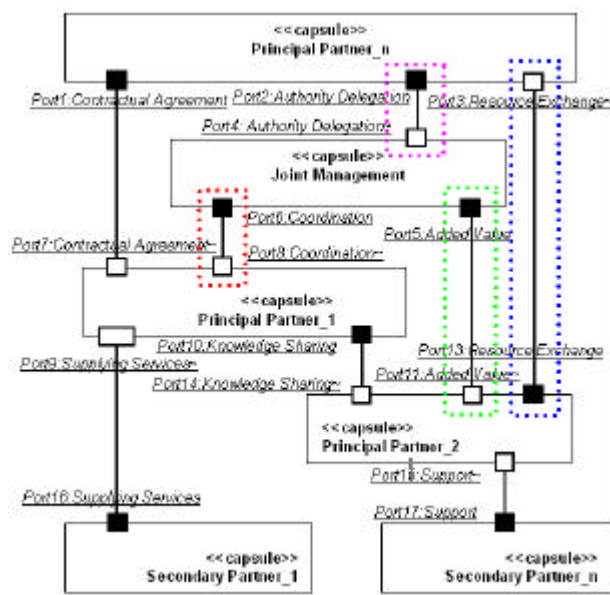 <<capsule>>
Principal Partner_n
Port1:Contractual Agreement
Port2:Authority Delegation
Port3:Resource Exchange~
Port4: Authority Delegation~
<<capsule>>
Joint Management
Port6:Coordination
Port5:Added Value
Port7:Contractual Agreement~
Port8:Coordination~
<<capsule>>
Principal Partner_1
Port10:Knowledge Sharing
Port9:Supplying Services~
Port13:Resource Exchange
Port14:Knowledge Sharing~
Port11:Added Value~
<<capsule>>
Principal Partner_2
Support~
Port16:Supplying Services
Port17:Support
<<capsule>>
Secondary Partner_1
<<capsule>>
Secondary Partner_n